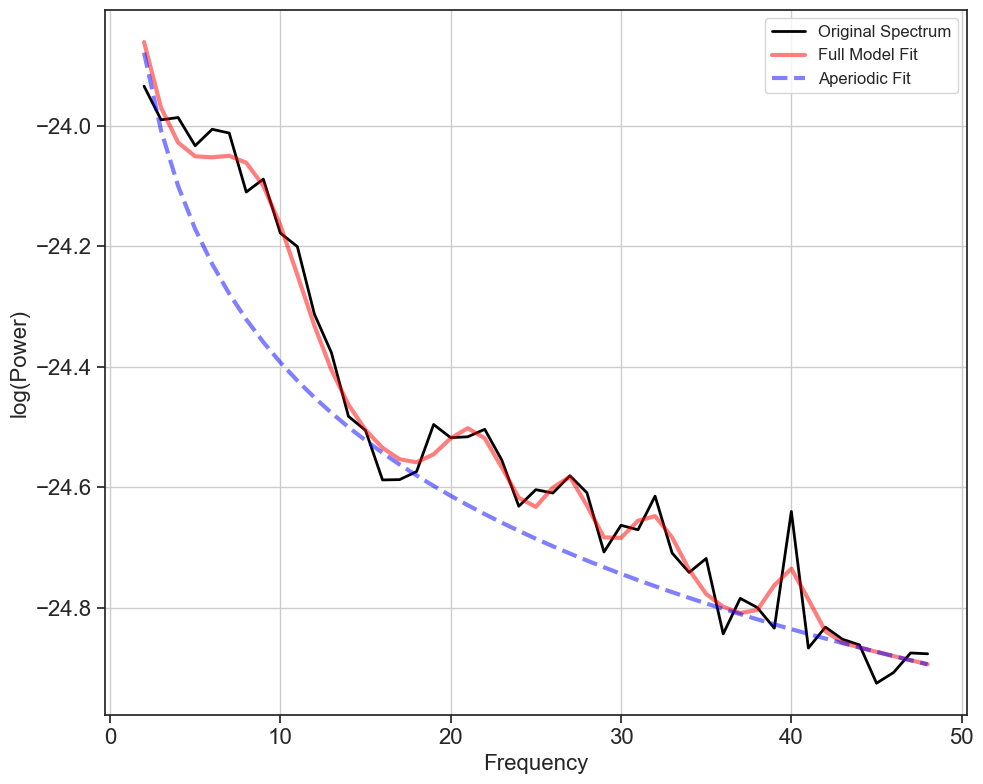 Original Spectrum
Full Model Fit
Aperiodic Fit
log(Power)
−24.0
−24.2
−24.4
−24.6
−24.8
0 10 20 30 40 50
Frequency